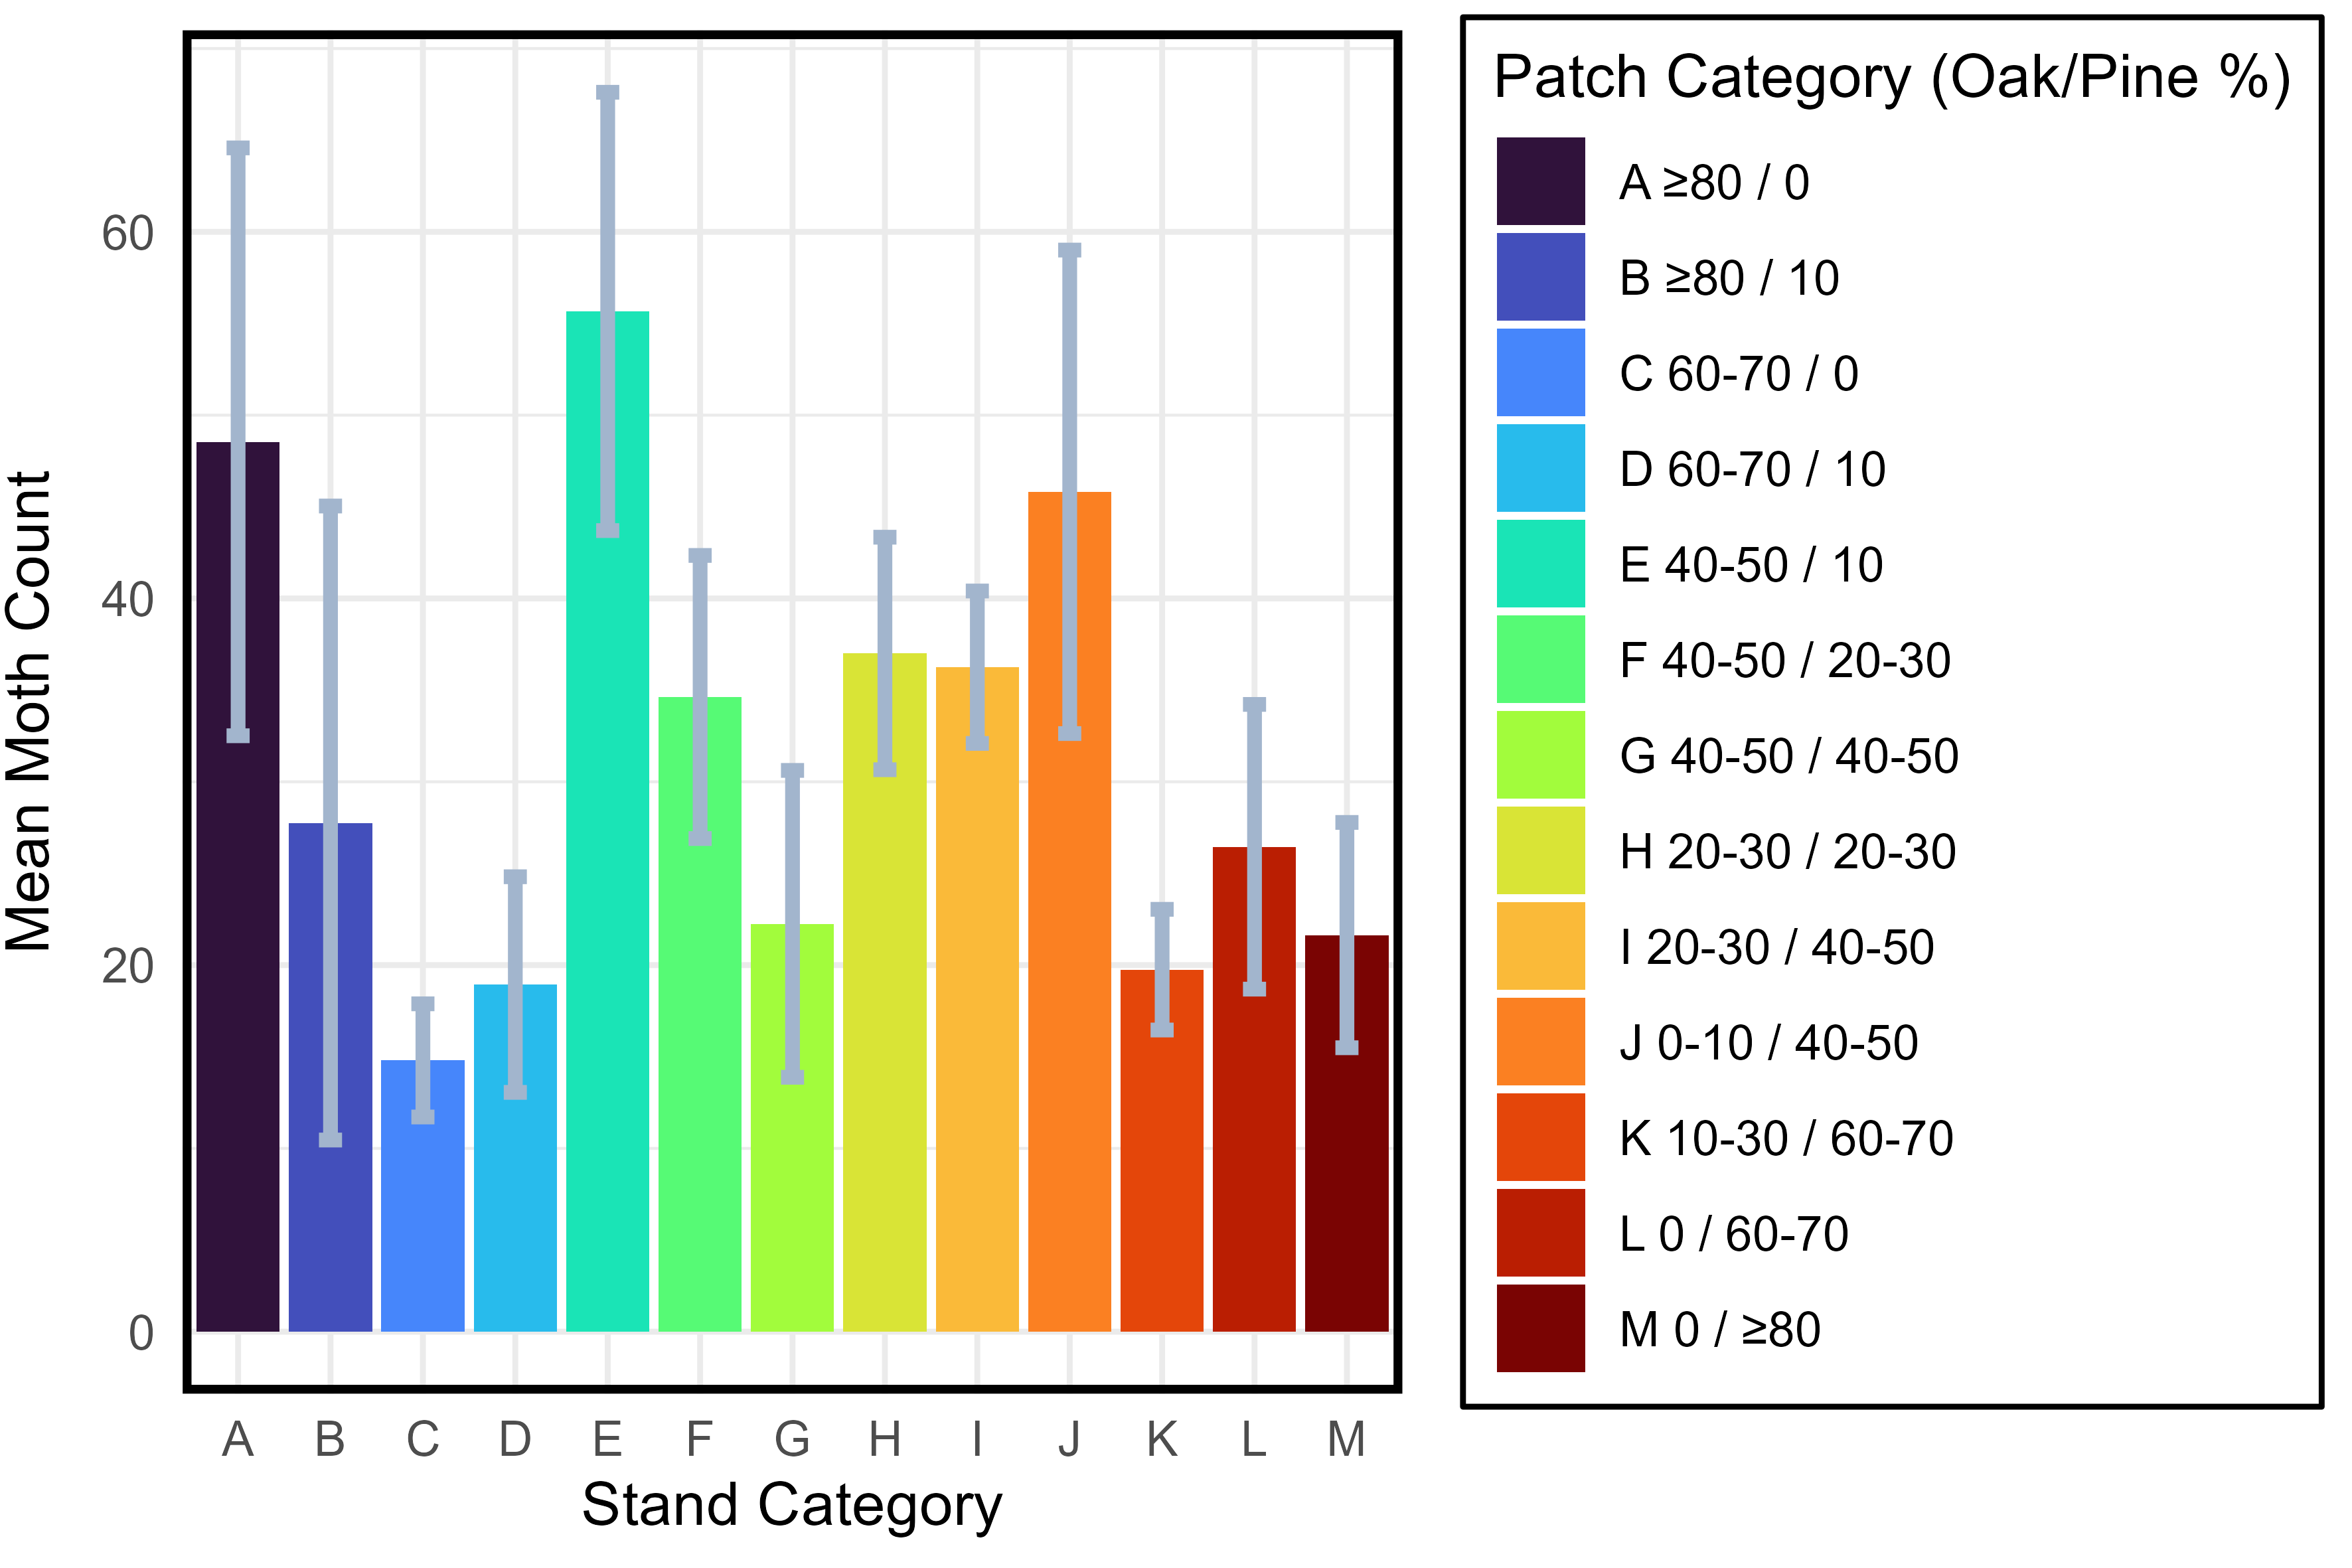 Mean Moth Count
60
40
20
0
A B C D E F G H I J K L M
Stand Category
Patch Category (Oak/Pine %)
A ≥80 / 0
B ≥80 / 10
C 60-70 / 0
D 60-70 / 10
E 40-50 / 10
F 40-50 / 20-30
G 40-50 / 40-50
H 20-30 / 20-30
I 20-30 / 40-50
J 0-10 / 40-50
K 10-30 / 60-70
L 0 / 60-70
M 0 / ≥80